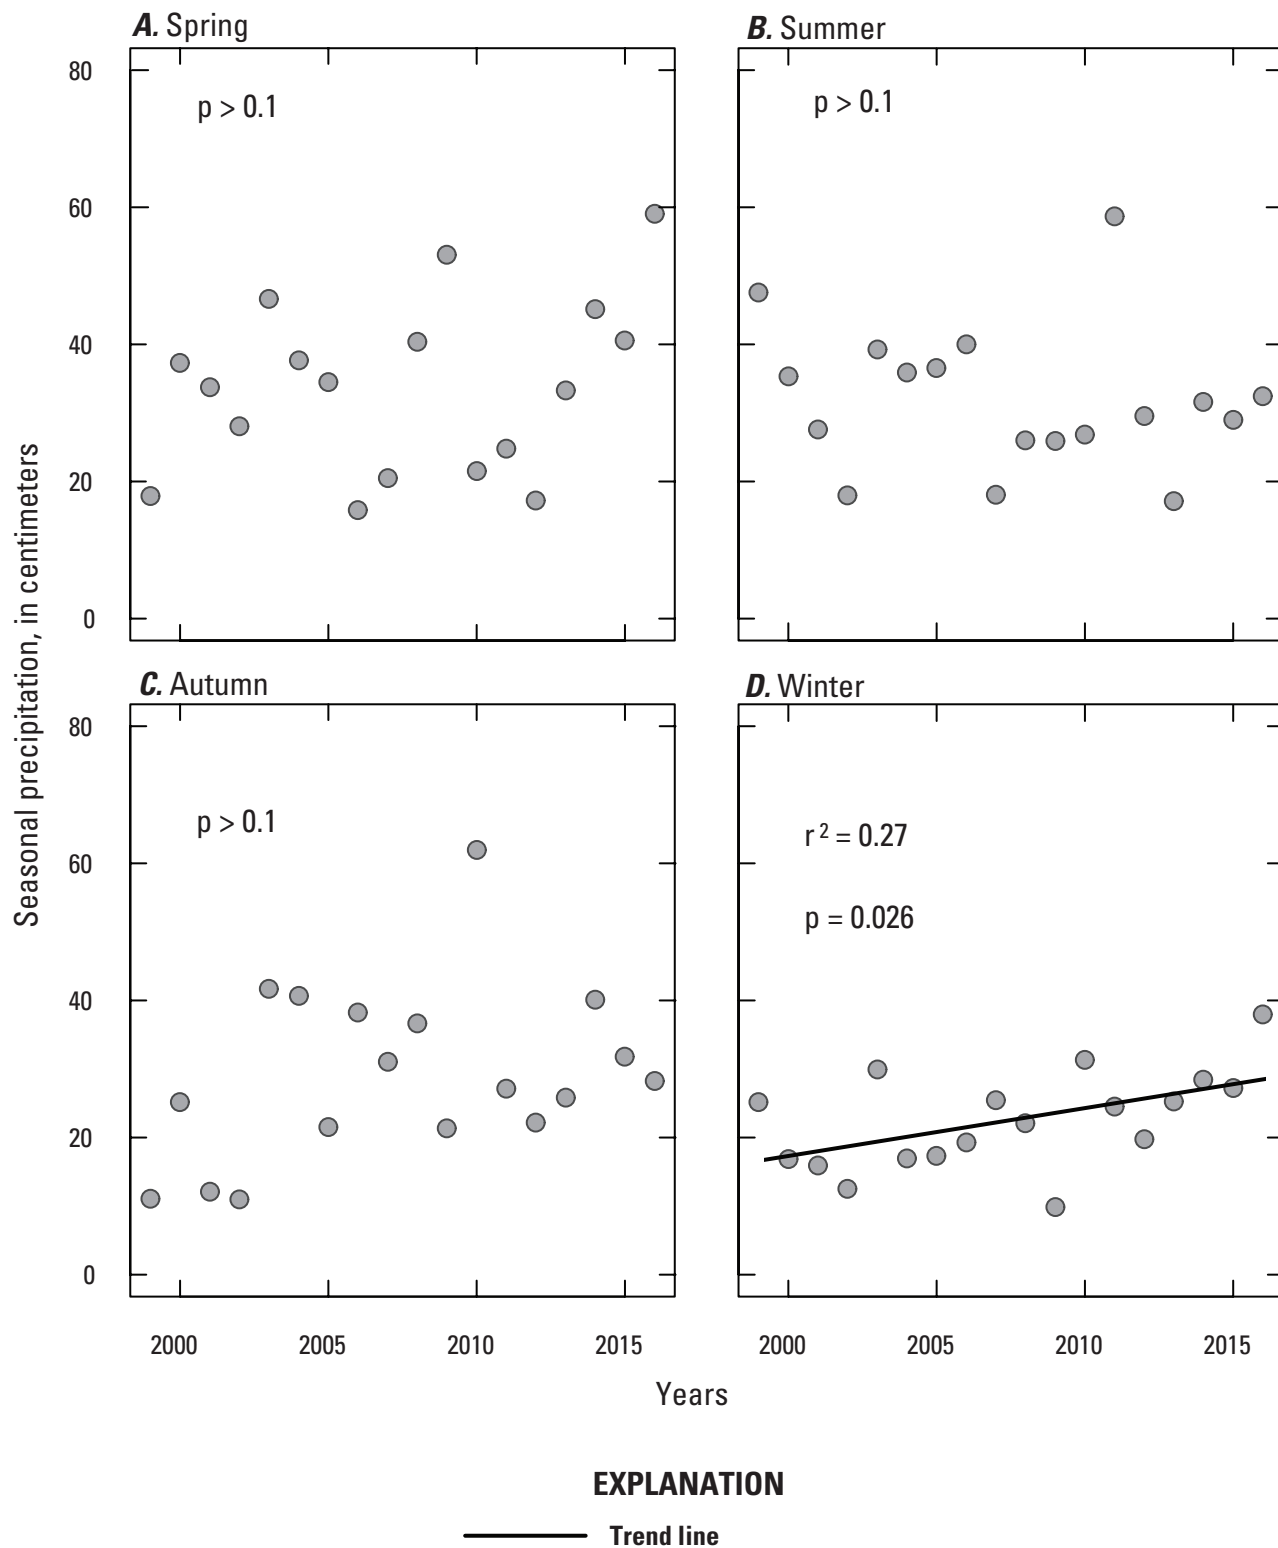 A. Spring
B. Summer
80
p > 0.1
p > 0.1
60
40
20
0
Seasonal precipitation, in centimeters
C. Autumn
D. Winter
80
p > 0.1
r² = 0.27
60
p = 0.026
40
20
0
2000 2005 2010 2015 2000 2005 2010 2015
Years
EXPLANATION
Trend line